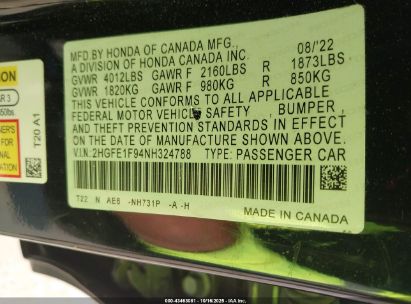 MFD.BY HONDA OF CANADA MFG., 08/'22
A DIVISION OF HONDA CANADA INC.
GVWR 4012LBS GAWR F 2160LBS R 1873LBS
GVWR 1820KG GAWR F 980KG R 850KG
THIS VEHICLE CONFORMS TO ALL APPLICABLE
FEDERAL MOTOR VEHICLE SAFETY, BUMPER,
AND THEFT PREVENTION STANDARDS IN EFFECT
ON THE DATE OF MANUFACTURE SHOWN ABOVE.
V.I.N.:2HGFE1F94NH324788 TYPE: PASSENGER CAR
T22 N AE6 -NH731P -A -H
MADE IN CANADA
T20 A1